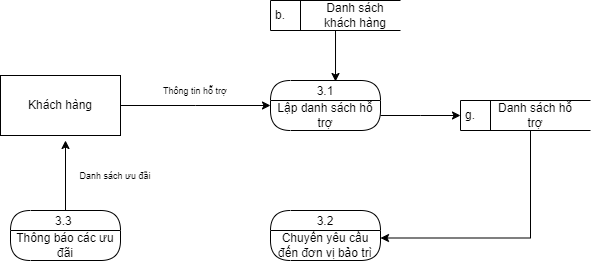 b.
Danh sách
khách hàng
3.1
Lập danh sách hỗ
trợ
Thông tin hỗ trợ
Khách hàng
g.
Danh sách hỗ
trợ
Danh sách ưu đãi
3.3
Thông báo các ưu
đãi
3.2
Chuyển yêu cầu
đến đơn vị bảo trì